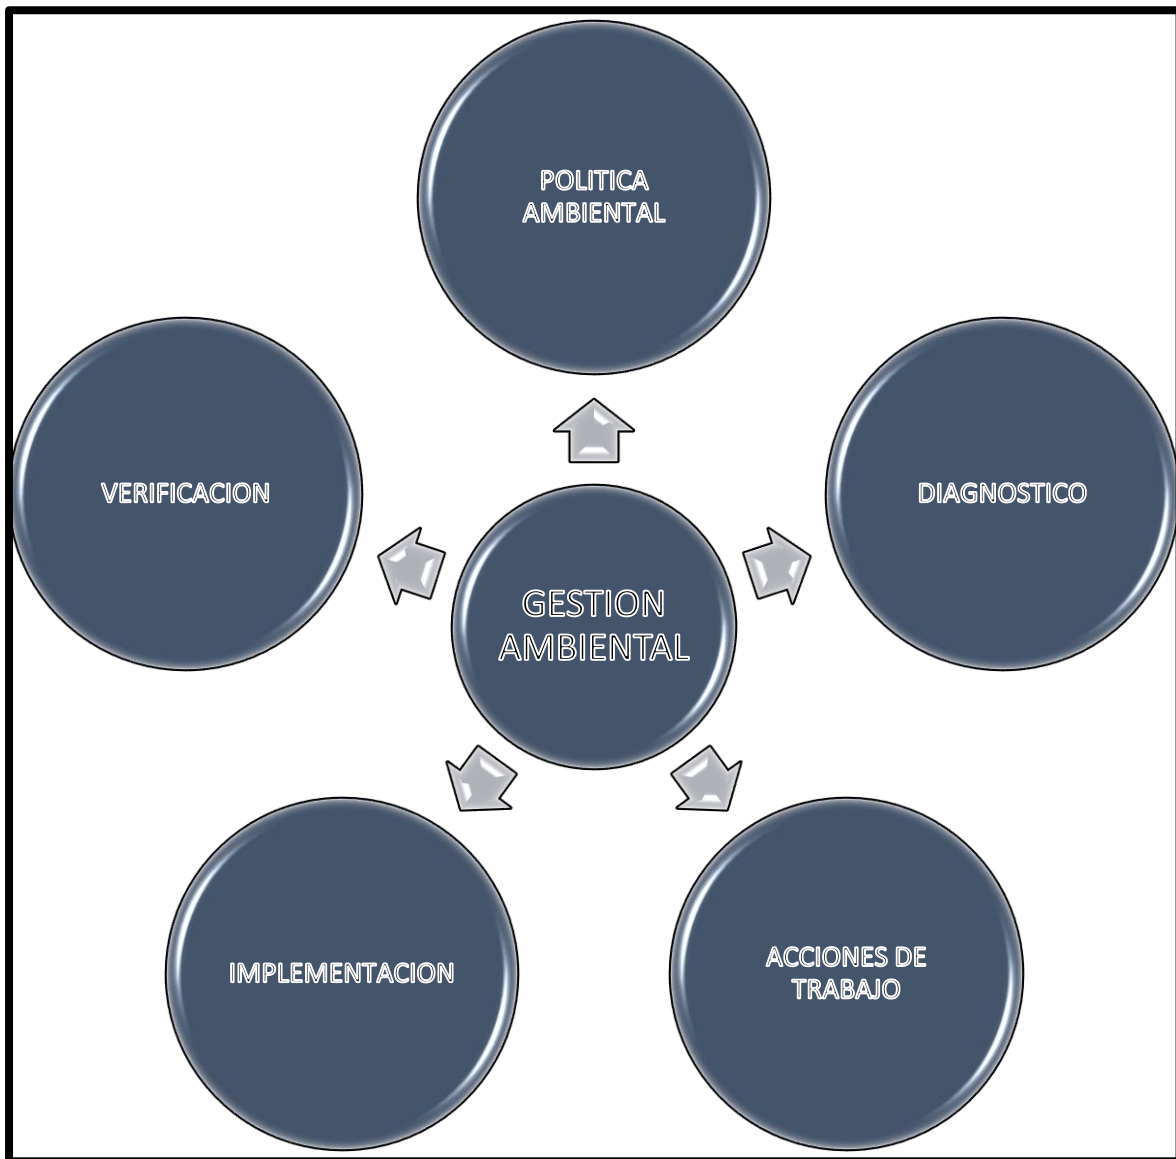 POLITICA
AMBIENTAL
VERIFICACION
DIAGNOSTICO
GESTION
AMBIENTAL
IMPLEMENTACION
ACCIONES DE
TRABAJO